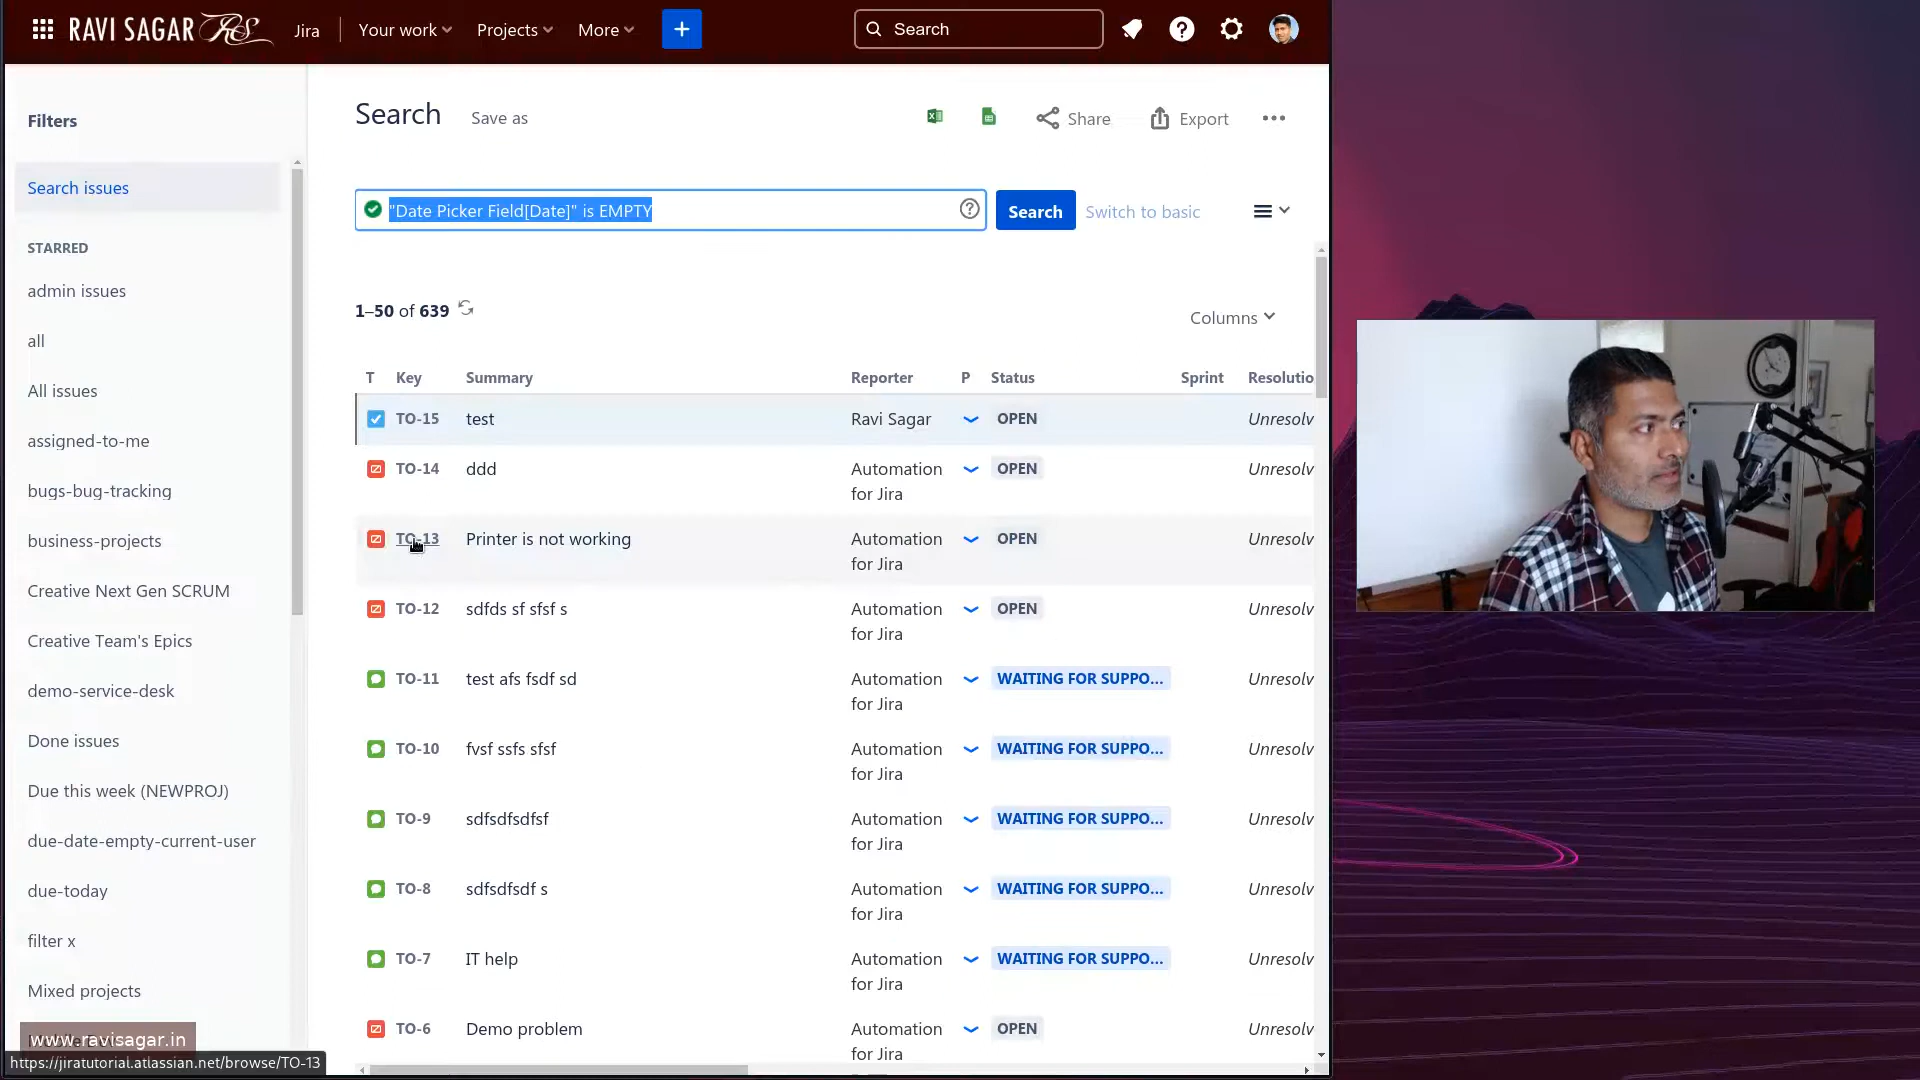 RAVI SAGAR RS Jira Your work Projects More + Search
Filters
Search issues
STARRED
admin issues
all
All issues
assigned-to-me
bugs-bug-tracking
business-projects
Creative Next Gen SCRUM
Creative Team's Epics
demo-service-desk
Done issues
Due this week (NEWPROJ)
due-date-empty-current-user
due-today
filter x
Mixed projects
www.ravisagar.in
https://jiratutorial.atlassian.net/browse/TO-13
Search Save as Share Export
"Date Picker Field[Date]" is EMPTY Search Switch to basic
1–50 of 639 Columns
T Key Summary Reporter P Status Sprint Resolutio
TO-15 test Ravi Sagar OPEN Unresolv
TO-14 ddd Automation for Jira OPEN Unresolv
TO-13 Printer is not working Automation for Jira OPEN Unresolv
TO-12 sdfds sf sfsf s Automation for Jira OPEN Unresolv
TO-11 test afs fsdf sd Automation for Jira WAITING FOR SUPPO... Unresolv
TO-10 fvsf ssfs sfsf Automation for Jira WAITING FOR SUPPO... Unresolv
TO-9 sdfsdfsdfsf Automation for Jira WAITING FOR SUPPO... Unresolv
TO-8 sdfsdfsdf s Automation for Jira WAITING FOR SUPPO... Unresolv
TO-7 IT help Automation for Jira WAITING FOR SUPPO... Unresolv
TO-6 Demo problem Automation for Jira OPEN Unresolv